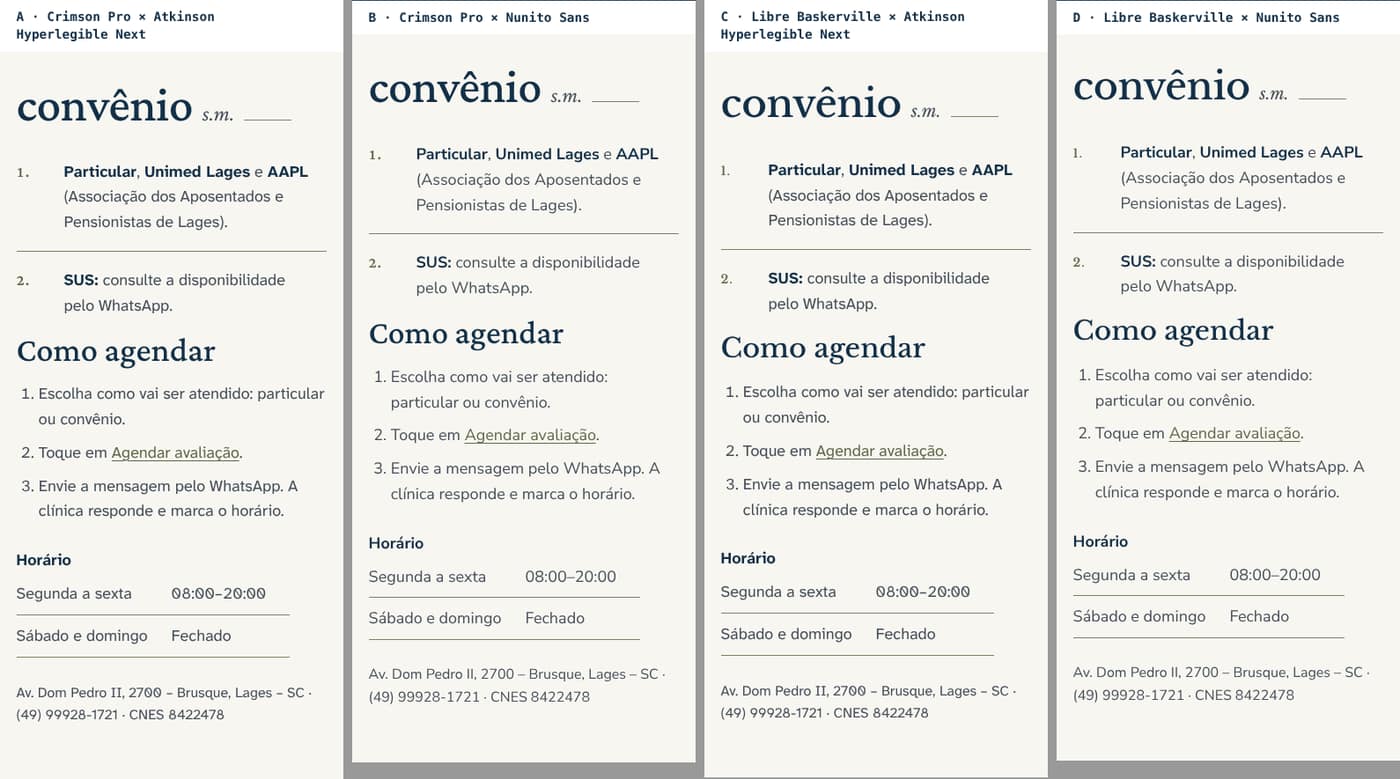 A · Crimson Pro × Atkinson
Hyperlegible Next
convênio s.m.
1. Particular, Unimed Lages e AAPL
(Associação dos Aposentados e
Pensionistas de Lages).
2. SUS: consulte a disponibilidade
pelo WhatsApp.
Como agendar
1. Escolha como vai ser atendido: particular
ou convênio.
2. Toque em Agendar avaliação.
3. Envie a mensagem pelo WhatsApp. A
clínica responde e marca o horário.
Horário
Segunda a sexta 08:00–20:00
Sábado e domingo Fechado
Av. Dom Pedro II, 2700 – Brusque, Lages – SC ·
(49) 99928-1721 · CNES 8422478
B · Crimson Pro × Nunito Sans
convênio s.m.
1. Particular, Unimed Lages e AAPL
(Associação dos Aposentados e
Pensionistas de Lages).
2. SUS: consulte a disponibilidade
pelo WhatsApp.
Como agendar
1. Escolha como vai ser atendido:
particular ou convênio.
2. Toque em Agendar avaliação.
3. Envie a mensagem pelo WhatsApp. A
clínica responde e marca o horário.
Horário
Segunda a sexta 08:00–20:00
Sábado e domingo Fechado
Av. Dom Pedro II, 2700 – Brusque, Lages – SC ·
(49) 99928-1721 · CNES 8422478
C · Libre Baskerville × Atkinson
Hyperlegible Next
convênio s.m.
1. Particular, Unimed Lages e AAPL
(Associação dos Aposentados e
Pensionistas de Lages).
2. SUS: consulte a disponibilidade
pelo WhatsApp.
Como agendar
1. Escolha como vai ser atendido: particular
ou convênio.
2. Toque em Agendar avaliação.
3. Envie a mensagem pelo WhatsApp. A
clínica responde e marca o horário.
Horário
Segunda a sexta 08:00–20:00
Sábado e domingo Fechado
Av. Dom Pedro II, 2700 – Brusque, Lages – SC ·
(49) 99928-1721 · CNES 8422478
D · Libre Baskerville × Nunito Sans
convênio s.m.
1. Particular, Unimed Lages e AAPL
(Associação dos Aposentados e
Pensionistas de Lages).
2. SUS: consulte a disponibilidade
pelo WhatsApp.
Como agendar
1. Escolha como vai ser atendido:
particular ou convênio.
2. Toque em Agendar avaliação.
3. Envie a mensagem pelo WhatsApp. A
clínica responde e marca o horário.
Horário
Segunda a sexta 08:00–20:00
Sábado e domingo Fechado
Av. Dom Pedro II, 2700 – Brusque, Lages – SC ·
(49) 99928-1721 · CNES 8422478